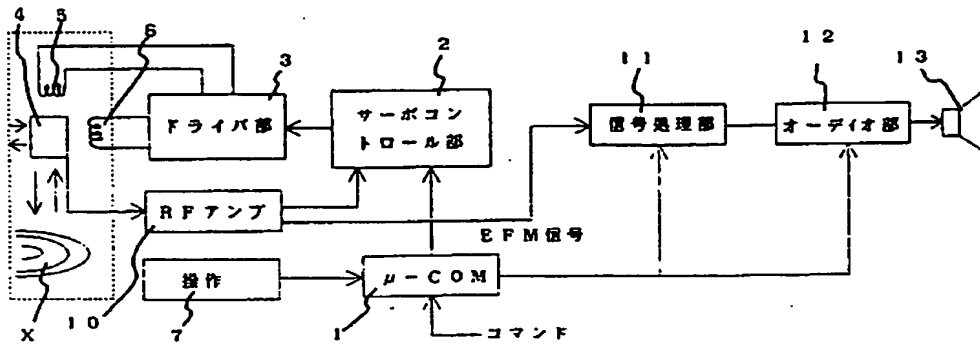 4
5
6
3
2
11
12
13
ドライバ部
サーボコン
トロール部
信号処理部
オーディオ部
RFアンプ
EFM信号
操作
μ-COM
10
X
7
1
コマンド